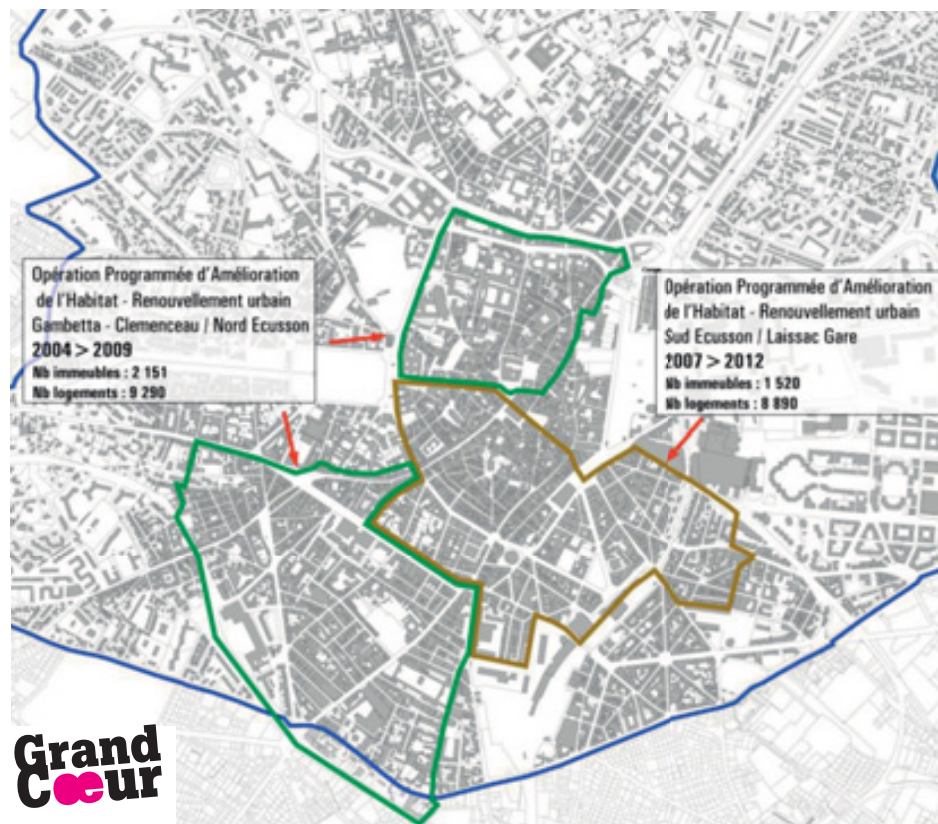 Opération Programmée d'Amélioration
de l'Habitat - Renouvellement urbain
Gambetta - Clemenceau / Nord Ecusson
2004 > 2009
Nb immeubles : 2 151
Nb logements : 9 290
Opération Programmée d'Amélioration
de l'Habitat - Renouvellement urbain
Sud Ecusson / Laissac Gare
2007 > 2012
Nb immeubles : 1 520
Nb logements : 8 890
Grand
Cœur